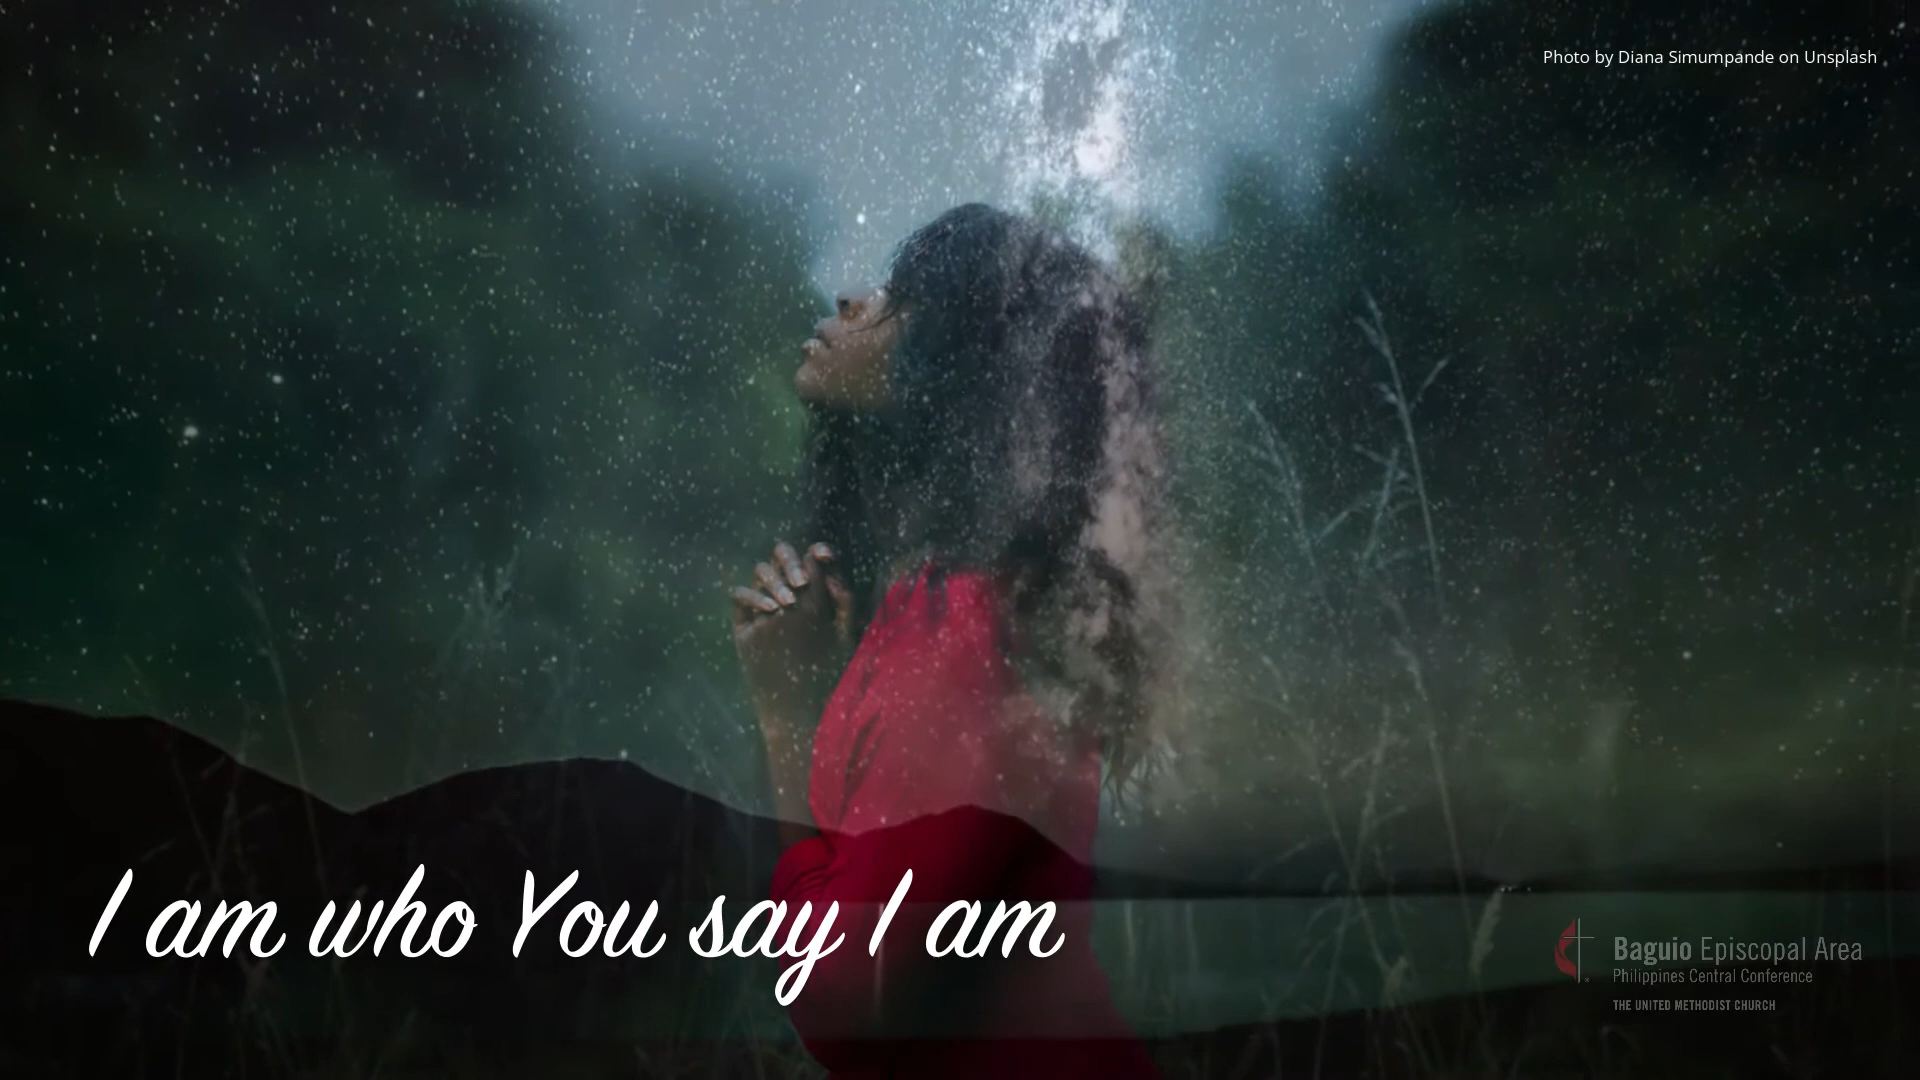 Photo by Diana Simumpande on Unsplash
I am who You say I am
Baguio Episcopal Area
Philippines Central Conference
THE UNITED METHODIST CHURCH